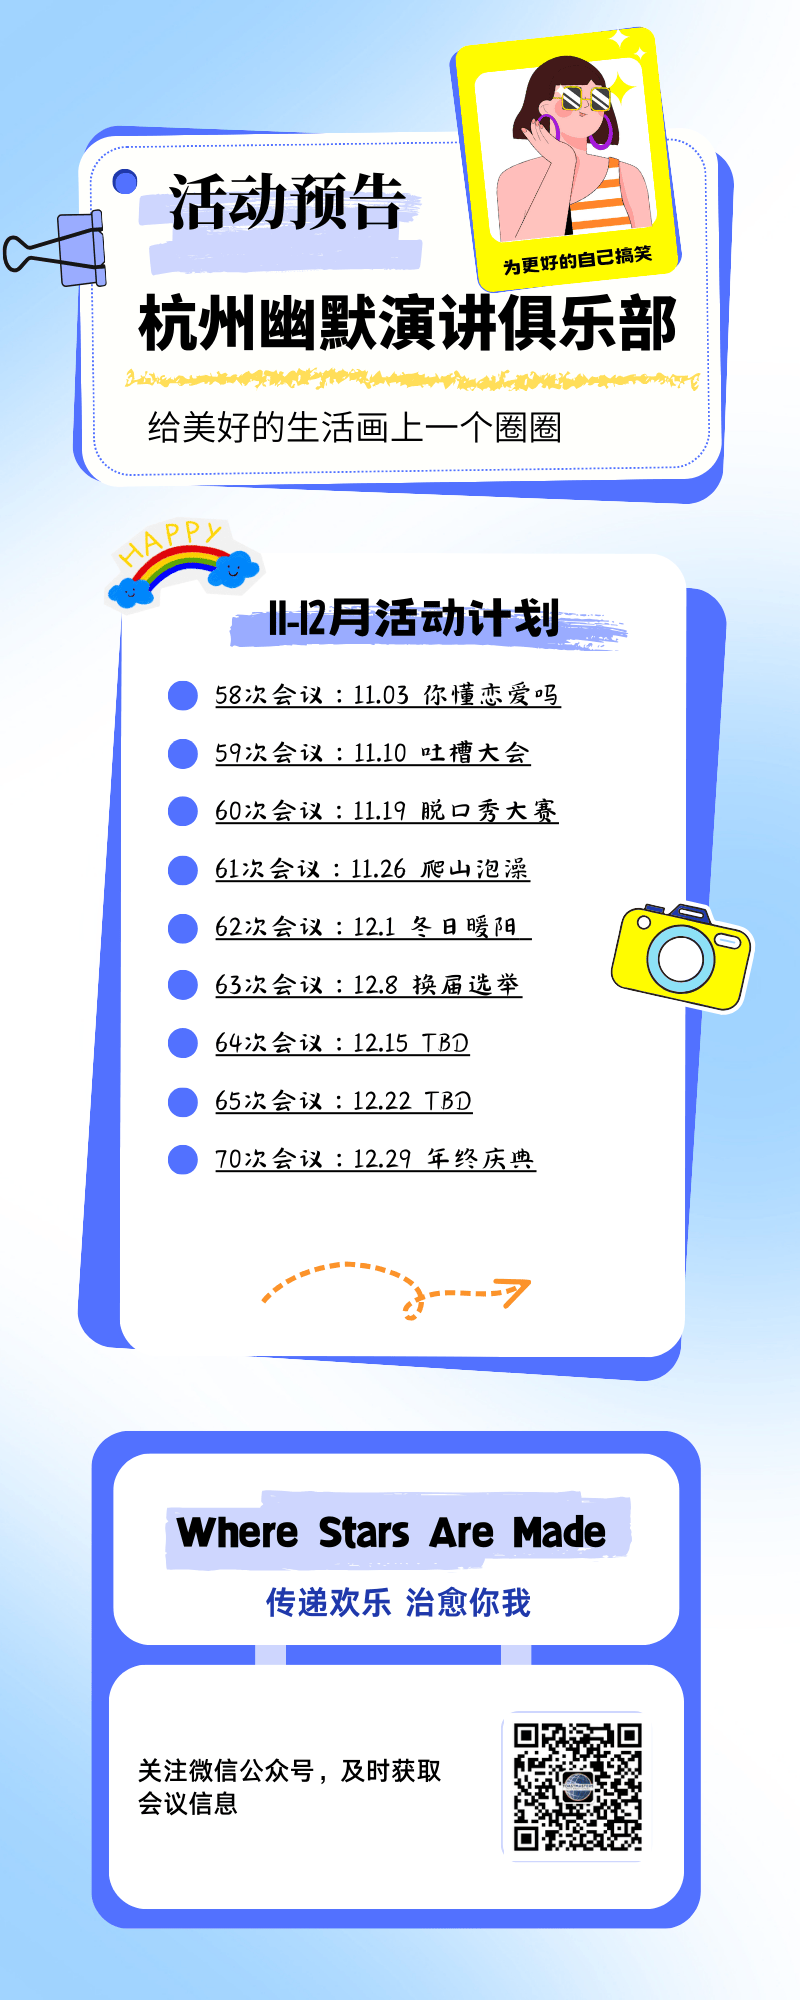 为更好的自己搞笑
活动预告
杭州幽默演讲俱乐部
给美好的生活画上一个圈圈
HAPPY
11-12月活动计划
58次会议：11.03 你懂恋爱吗
59次会议：11.10 吐槽大会
60次会议：11.19 脱口秀大赛
61次会议：11.26 爬山泡澡
62次会议：12.1 冬日暖阳
63次会议：12.8 换届选举
64次会议：12.15 TBD
65次会议：12.22 TBD
70次会议：12.29 年终庆典
Where Stars Are Made
传递欢乐 治愈你我
关注微信公众号，及时获取
会议信息
TOASTMASTERS